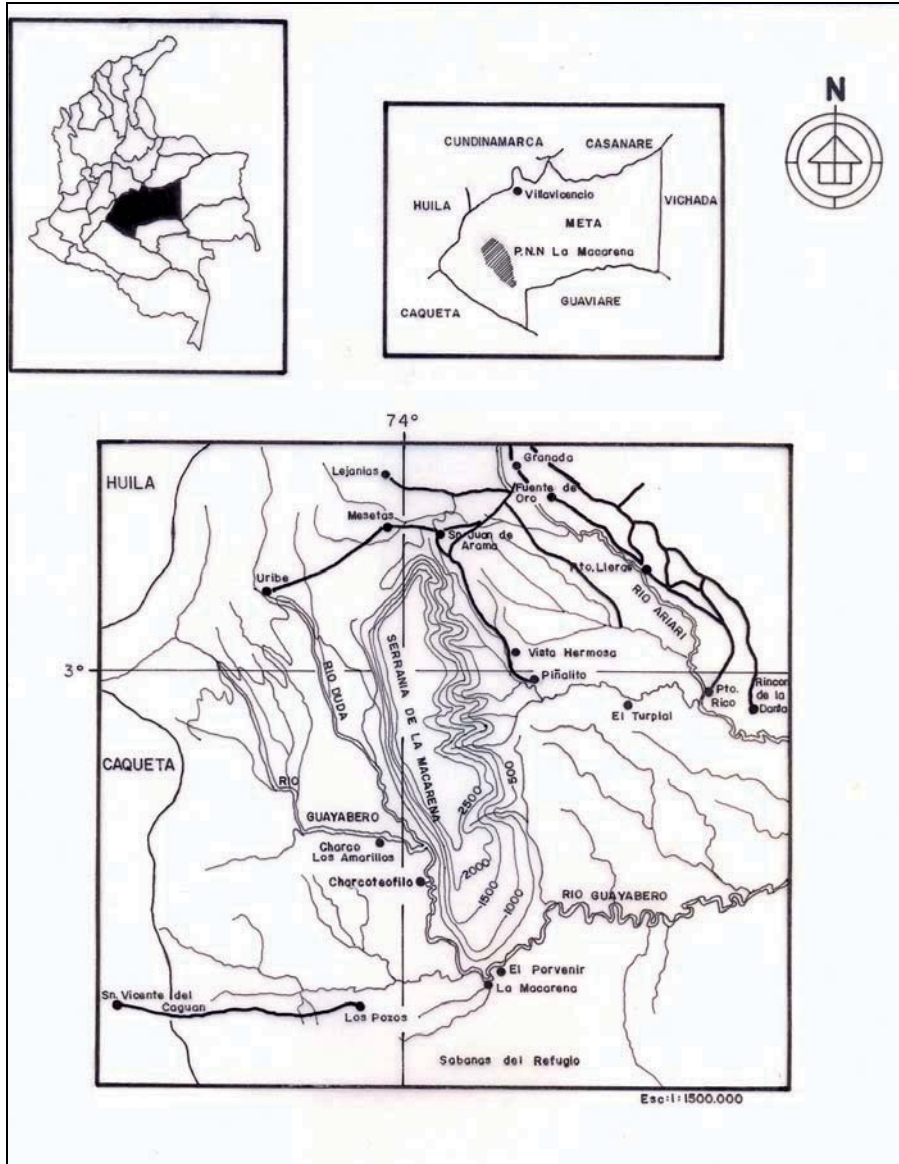 N
CUNDINAMARCA
CASANARE
Villavicencio
VICHADA
HUILA
META
P.N.N La Macarena
CAQUETA
GUAVIARE
74°
HUILA
Granada
Lejanias
Fuente de
Oro
Mesetas
Sn Juan de
Arama
Pto. Lleras
Uribe
RIO ARIARI
SERRANIA DE LA MACARENA
RIO DUDA
Vista Hermosa
3°
Piñalito
Pto.
Rico
Rincon
de la
Danta
El Turpial
CAQUETA
500
RIO
2500
GUAYABERO
Charco
Los Amarillos
2000
Charcoteofilo
1500
1000
RIO GUAYABERO
El Porvenir
La Macarena
Sn. Vicente del
Caguan
Los Pozos
Sabanas del Refugio
Esc:1:1500.000